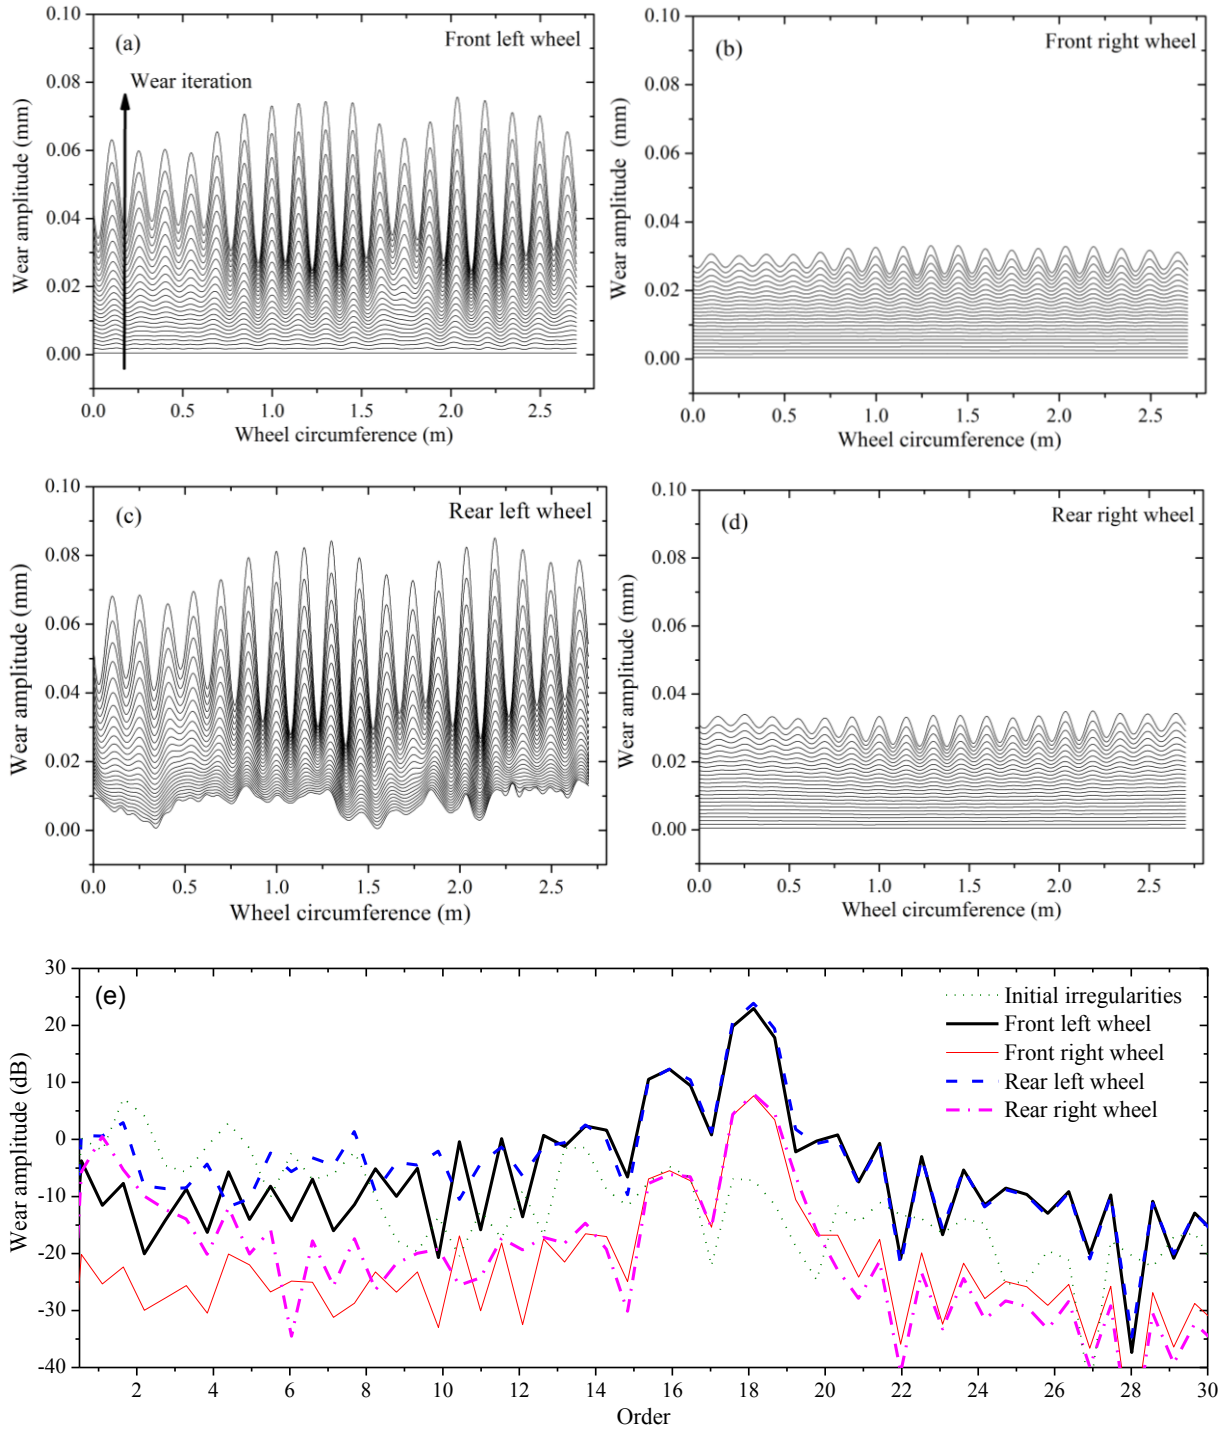 (a)
Front left wheel
Wear iteration
Wear amplitude (mm)
0.10
0.08
0.06
0.04
0.02
0.00
0.0 0.5 1.0 1.5 2.0 2.5
Wheel circumference (m)
(b)
Front right wheel
Wear amplitude (mm)
0.10
0.08
0.06
0.04
0.02
0.00
0.0 0.5 1.0 1.5 2.0 2.5
Wheel circumference (m)
(c)
Rear left wheel
Wear amplitude (mm)
0.10
0.08
0.06
0.04
0.02
0.00
0.0 0.5 1.0 1.5 2.0 2.5
Wheel circumference (m)
(d)
Rear right wheel
Wear amplitude (mm)
0.10
0.08
0.06
0.04
0.02
0.00
0.0 0.5 1.0 1.5 2.0 2.5
Wheel circumference (m)
(e)
Initial irregularities
Front left wheel
Front right wheel
Rear left wheel
Rear right wheel
Wear amplitude (dB)
30
20
10
0
-10
-20
-30
-40
2 4 6 8 10 12 14 16 18 20 22 24 26 28 30
Order